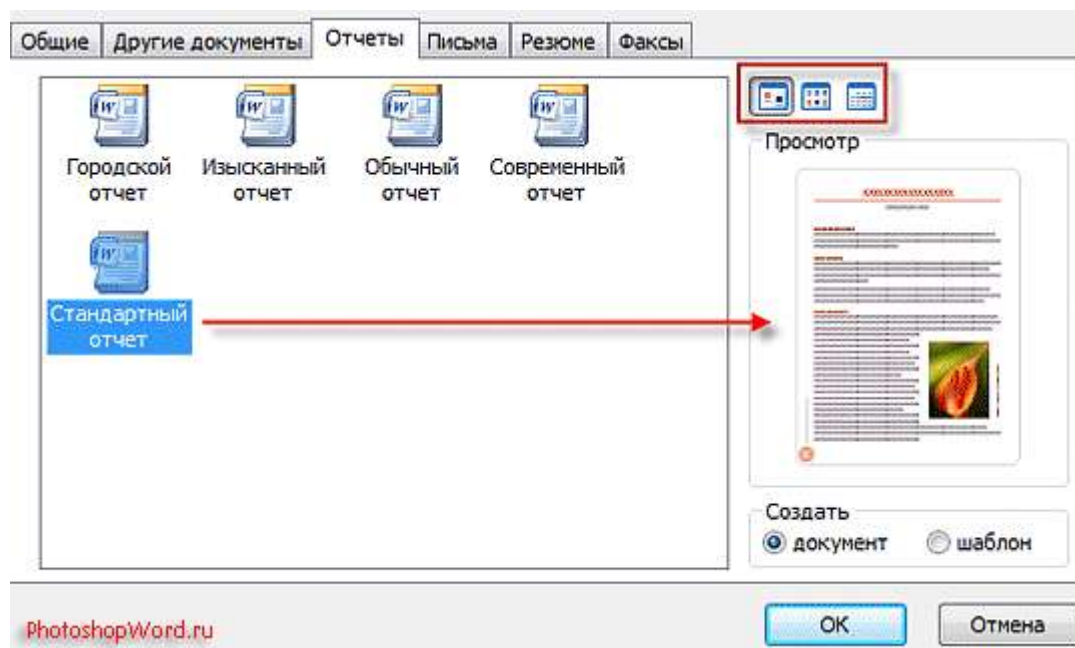 Общие Другие документы Отчеты Письма Резюме Факсы
Городской Изысканный Обычный Современный
отчет отчет отчет отчет
Стандартный
отчет
Просмотр
Создать
документ шаблон
PhotoshopWord.ru
ОК Отмена